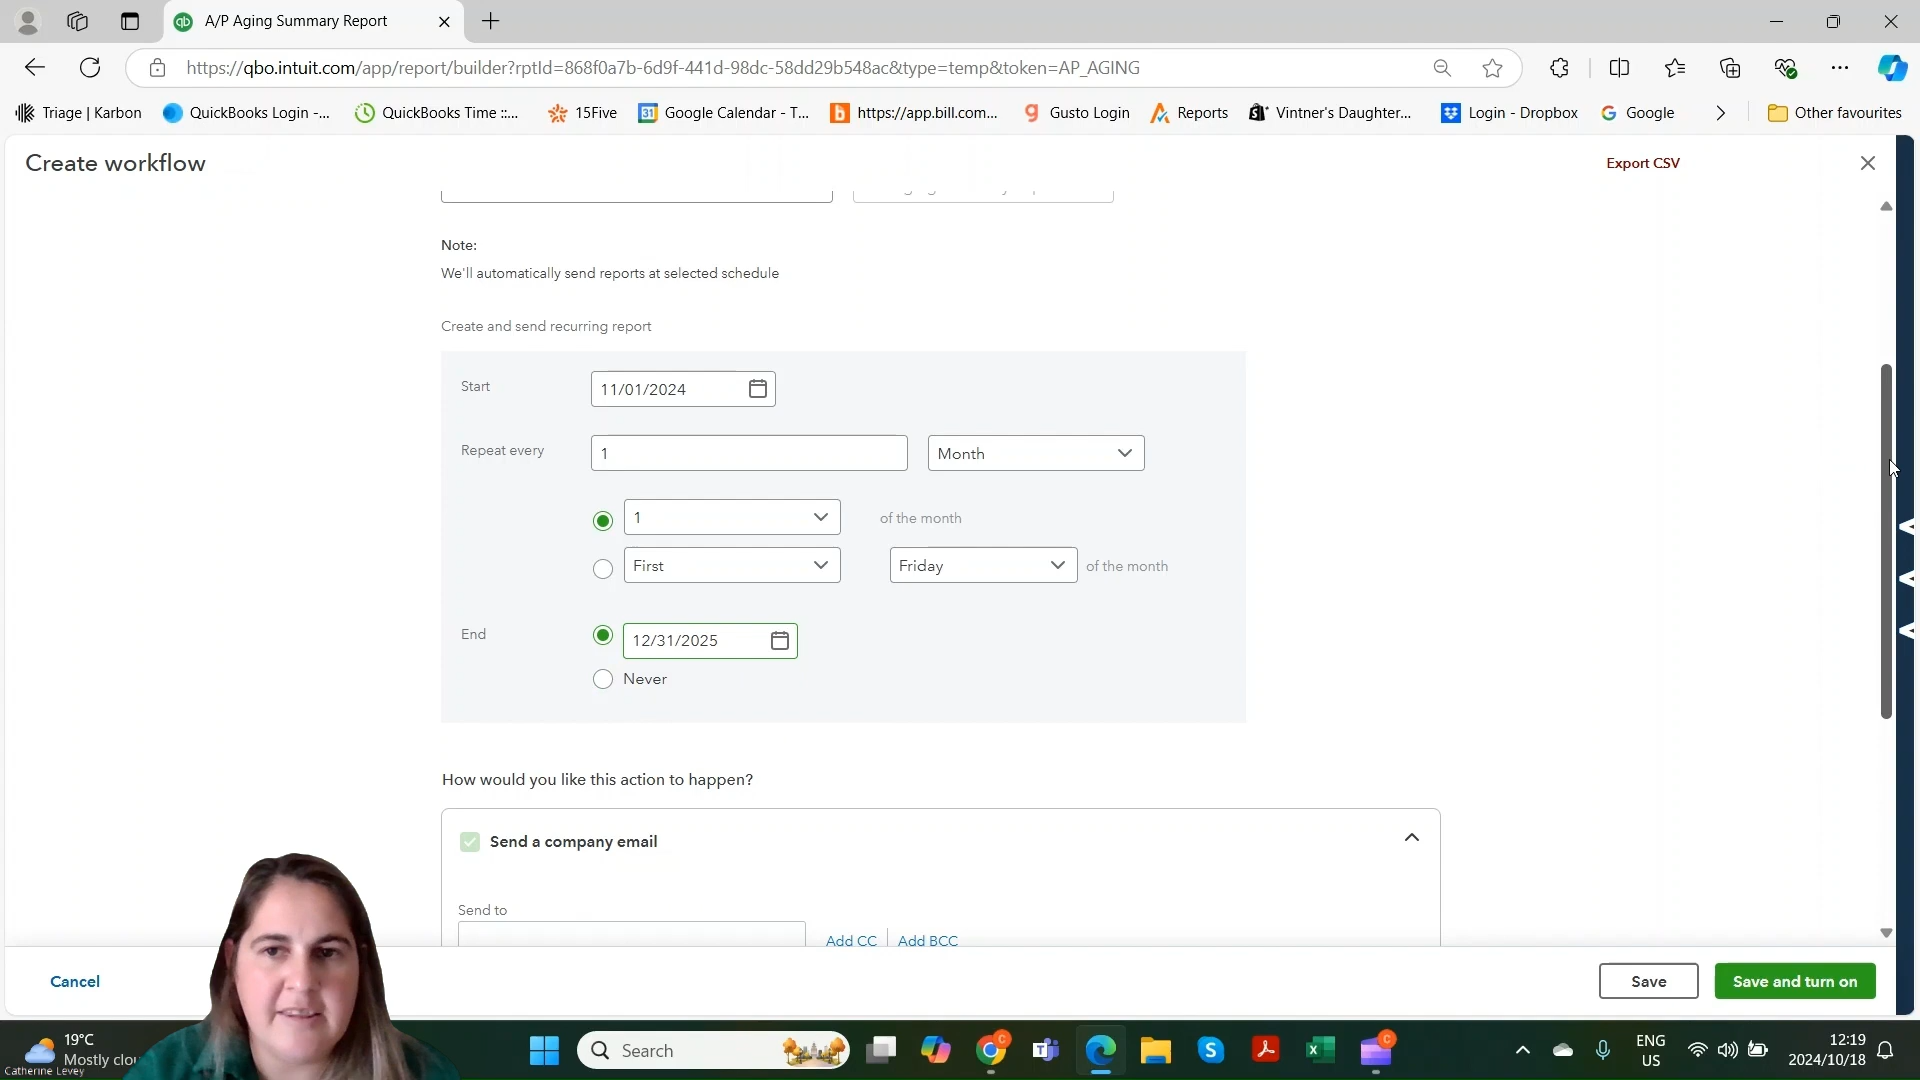 A/P Aging Summary Report
https://qbo.intuit.com/app/report/builder?rptId=868f0a7b-6d9f-441d-98dc-58dd29b548ac&type=temp&token=AP_AGING
Triage | Karbon
QuickBooks Login -...
QuickBooks Time ::...
15Five
Google Calendar - T...
https://app.bill.com...
Gusto Login
Reports
Vintner's Daughter...
Login - Dropbox
Google
Other favourites
Create workflow
Export CSV
Note:
We'll automatically send reports at selected schedule
Create and send recurring report
Start
11/01/2024
Repeat every
1
Month
1
of the month
First
Friday
of the month
End
12/31/2025
Never
How would you like this action to happen?
Send a company email
Send to
Add CC
Add BCC
Cancel
Save
Save and turn on
19°C
Mostly clou
Catherine Levey
Search
ENG
US
12:19
2024/10/18